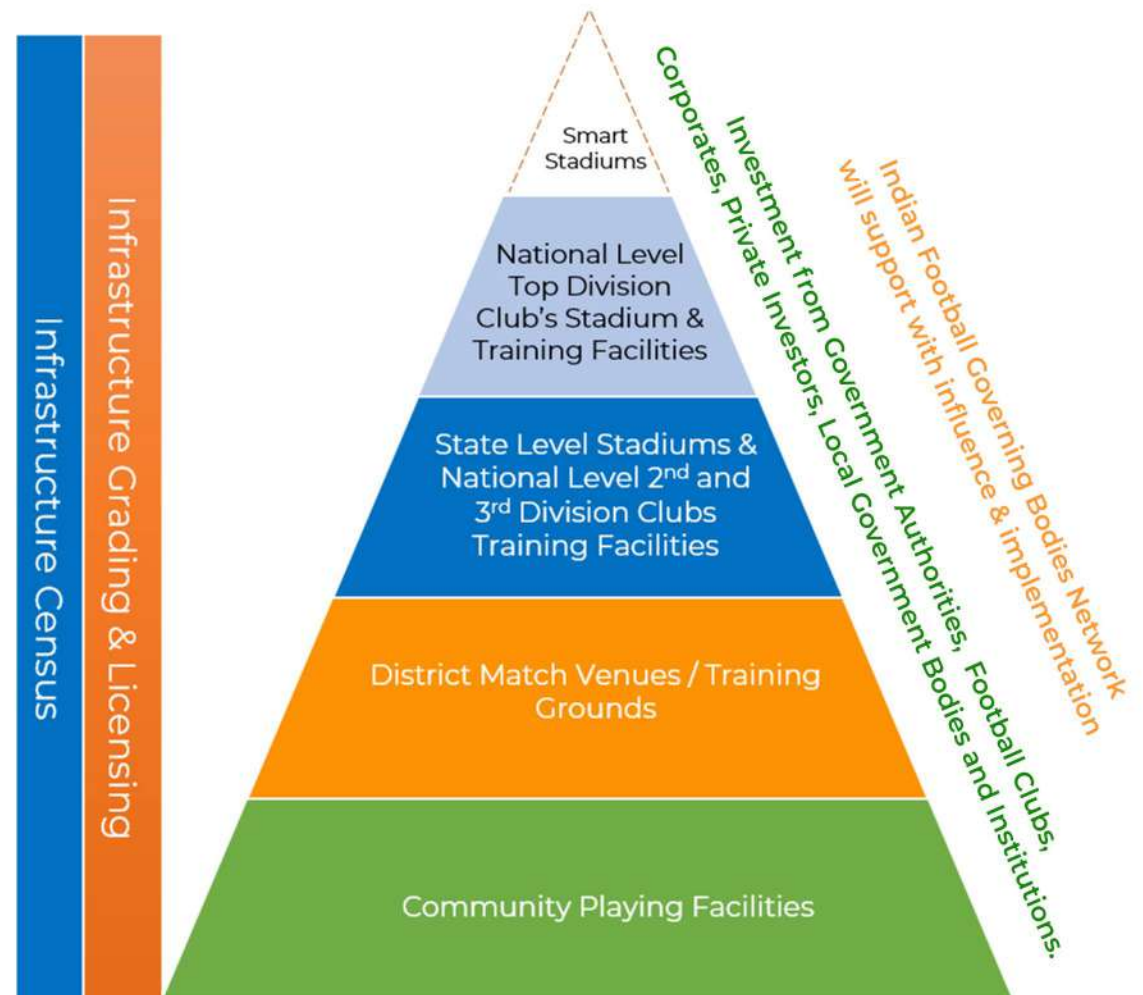 Infrastructure Census
Infrastructure Grading & Licensing
Smart
Stadiums
National Level
Top Division
Club's Stadium &
Training Facilities
State Level Stadiums &
National Level 2nd and
3rd Division Clubs
Training Facilities
District Match Venues / Training
Grounds
Community Playing Facilities
Investment from Government Authorities, Football Clubs,
Corporates, Private Investors, Local Government Bodies and Institutions.
Indian Football Governing Bodies Network
will support with influence & implementation